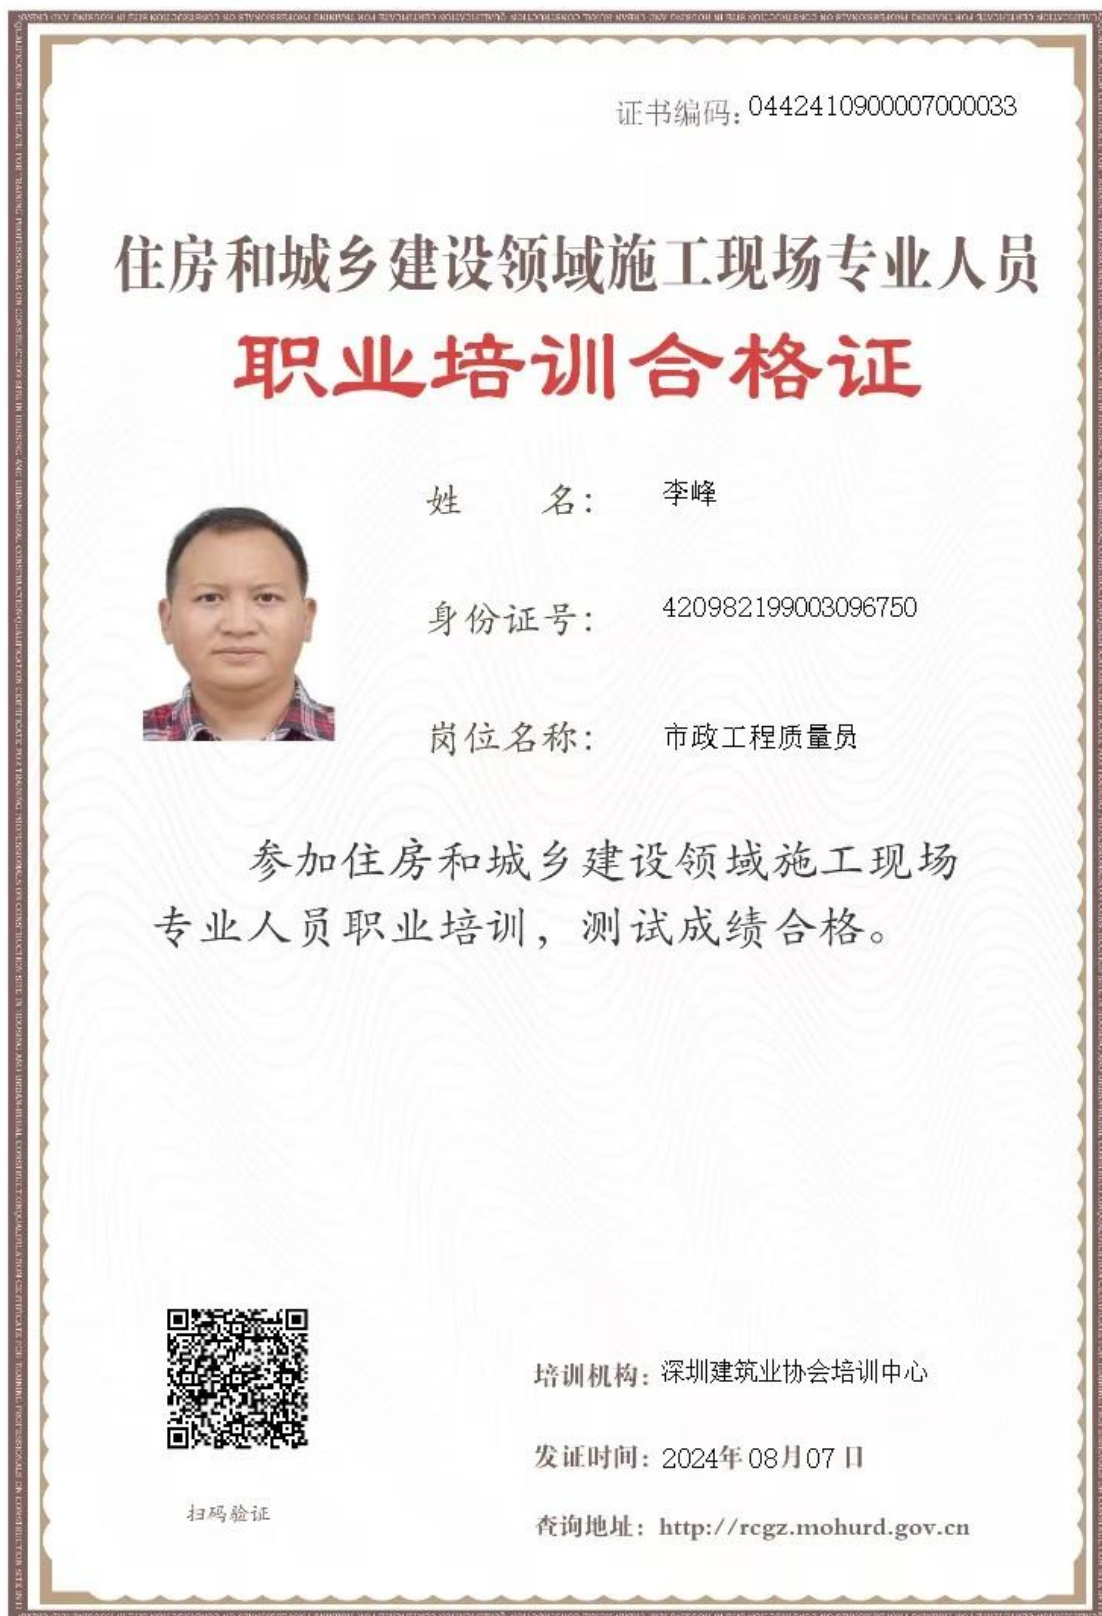 证书编码：0442410900007000033
住房和城乡建设领域施工现场专业人员
职业培训合格证
姓 名： 李峰
身份证号： 420982199003096750
岗位名称： 市政工程质量员
参加住房和城乡建设领域施工现场
专业人员职业培训，测试成绩合格。
培训机构：深圳建筑业协会培训中心
发证时间：2024年08月07日
扫码验证
查询地址：http://rcgz.mohurd.gov.cn